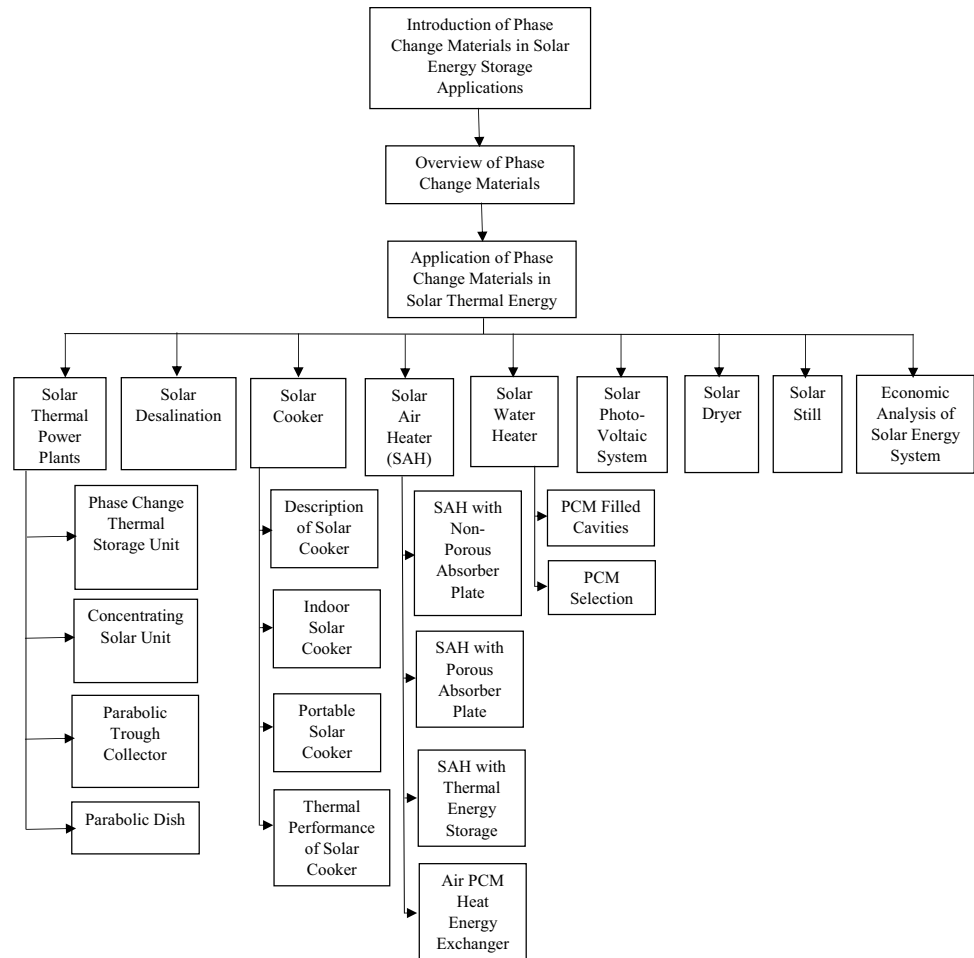 Introduction of Phase
Change Materials in Solar
Energy Storage
Applications
Overview of Phase
Change Materials
Application of Phase
Change Materials in
Solar Thermal Energy
Solar
Thermal
Power
Plants
Solar
Desalination
Solar
Cooker
Solar
Air
Heater
(SAH)
Solar
Water
Heater
Solar
Photo-
Voltaic
System
Solar
Dryer
Solar
Still
Economic
Analysis of
Solar Energy
System
Phase Change
Thermal
Storage Unit
Concentrating
Solar Unit
Parabolic
Trough
Collector
Parabolic Dish
Description
of Solar
Cooker
Indoor
Solar
Cooker
Portable
Solar
Cooker
Thermal
Performance
of Solar
Cooker
SAH with
Non-
Porous
Absorber
Plate
SAH with
Porous
Absorber
Plate
SAH with
Thermal
Energy
Storage
Air PCM
Heat
Energy
Exchanger
PCM Filled
Cavities
PCM
Selection